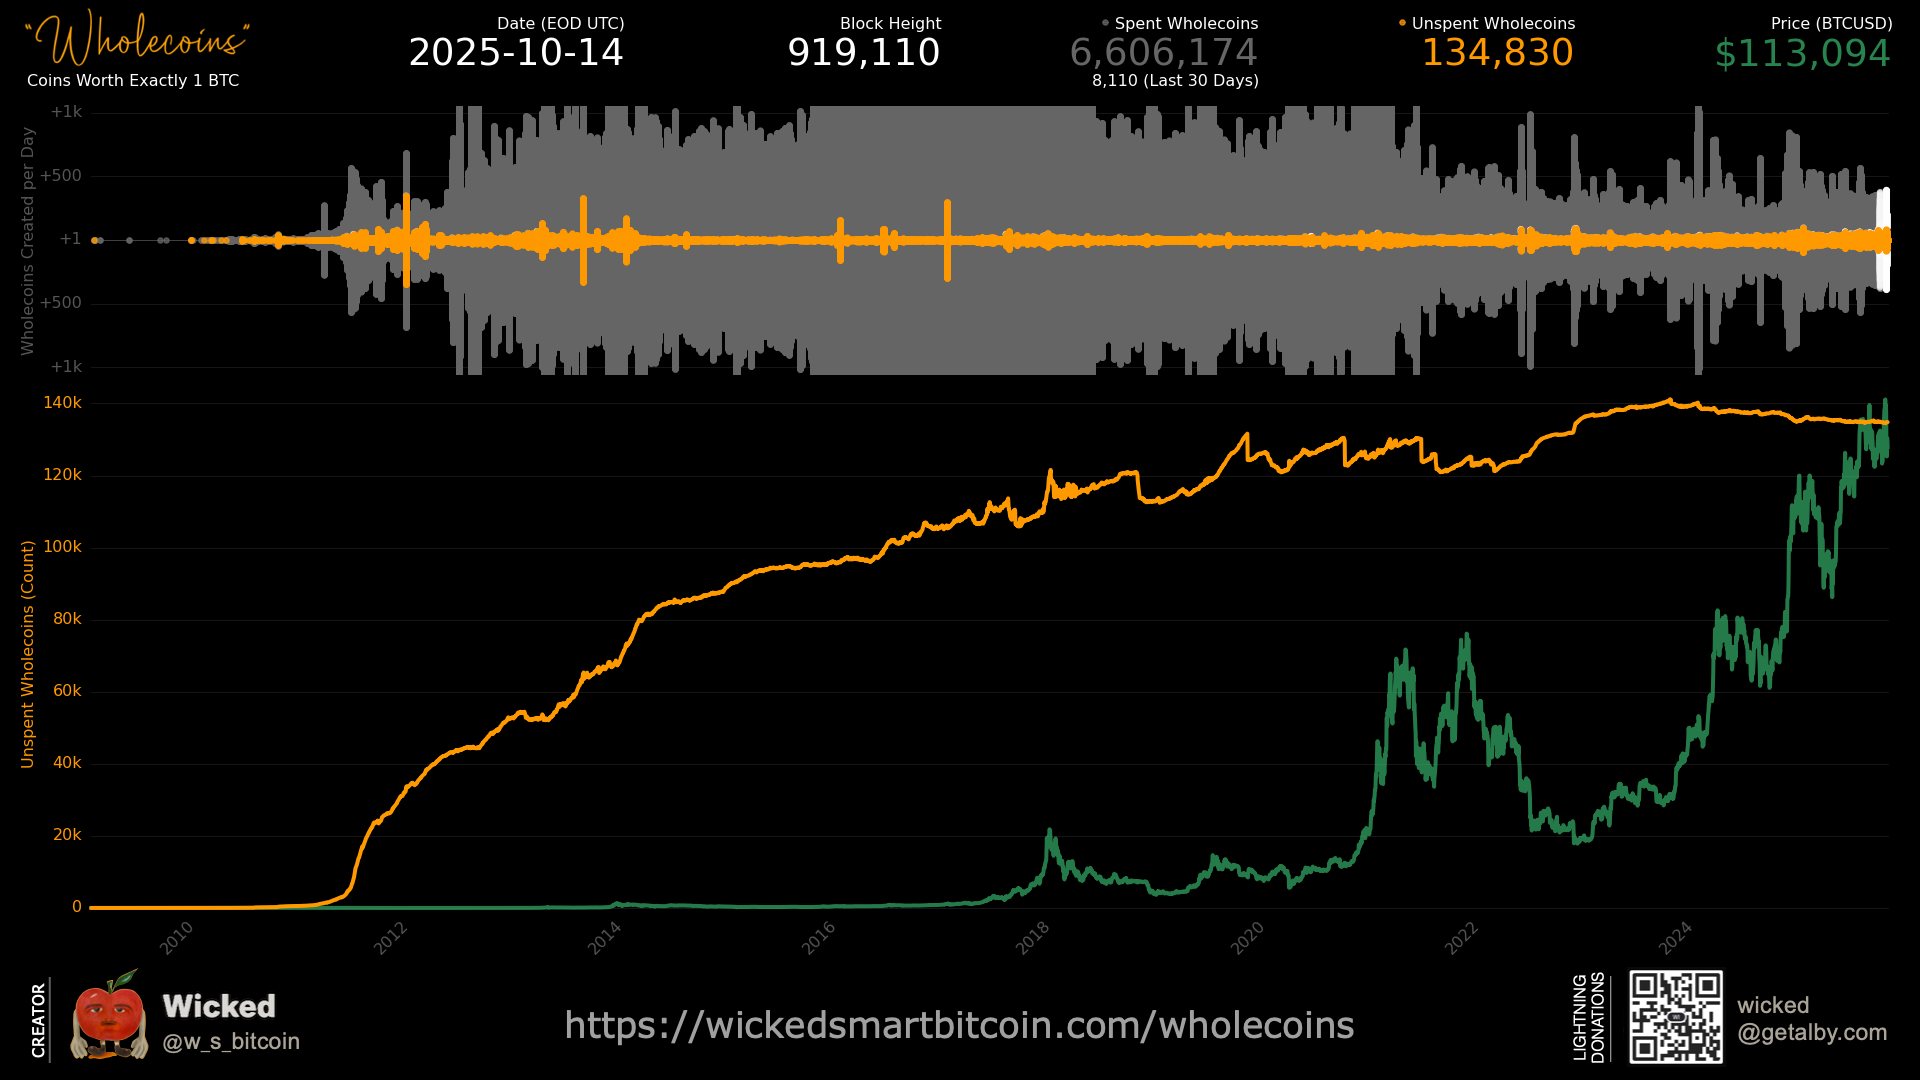 “Wholecoins”
Coins Worth Exactly 1 BTC
Date (EOD UTC)
2025-10-14
Block Height
919,110
Spent Wholecoins
6,606,174
8,110 (Last 30 Days)
Unspent Wholecoins
134,830
Price (BTCUSD)
$113,094
Wholecoins Created per Day
+1k
+500
+1
+500
+1k
Unspent Wholecoins (Count)
140k
120k
100k
80k
60k
40k
20k
0
2010
2012
2014
2016
2018
2020
2022
2024
CREATOR
Wicked
@w_s_bitcoin
https://wickedsmartbitcoin.com/wholecoins
LIGHTNING
DONATIONS
wicked
@getalby.com